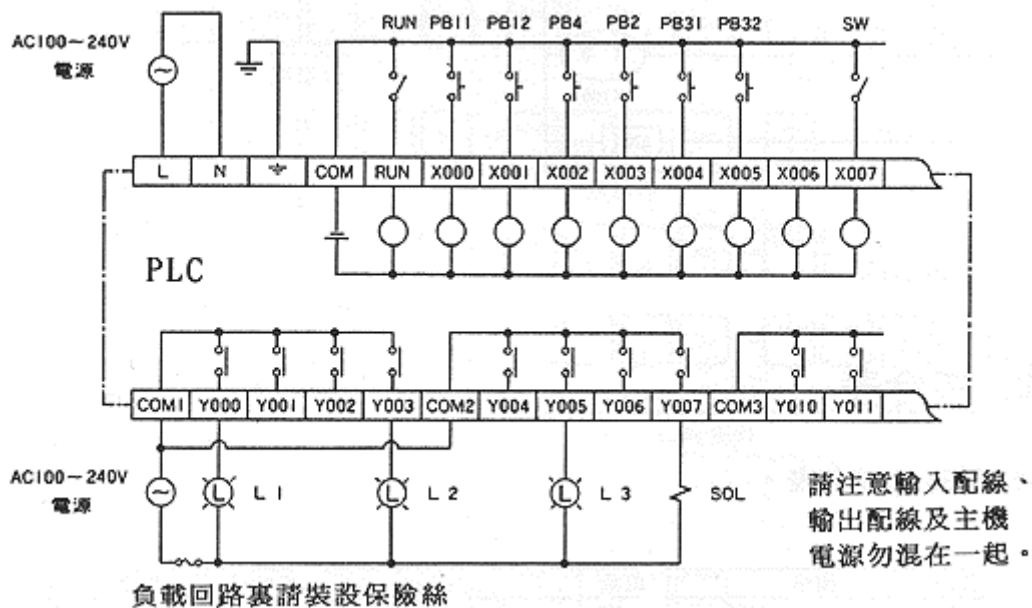 RUN PB11 PB12 PB4 PB2 PB31 PB32 SW
AC100~240V
電源
L N COM RUN X000 X001 X002 X003 X004 X005 X006 X007
PLC
COM1 Y000 Y001 Y002 Y003 COM2 Y004 Y005 Y006 Y007 COM3 Y010 Y011
AC100~240V
電源
L L 1 L L 2 L L 3 SOL
請注意輸入配線、
輸出配線及主機
電源勿混在一起。
負載回路裏請裝設保險絲